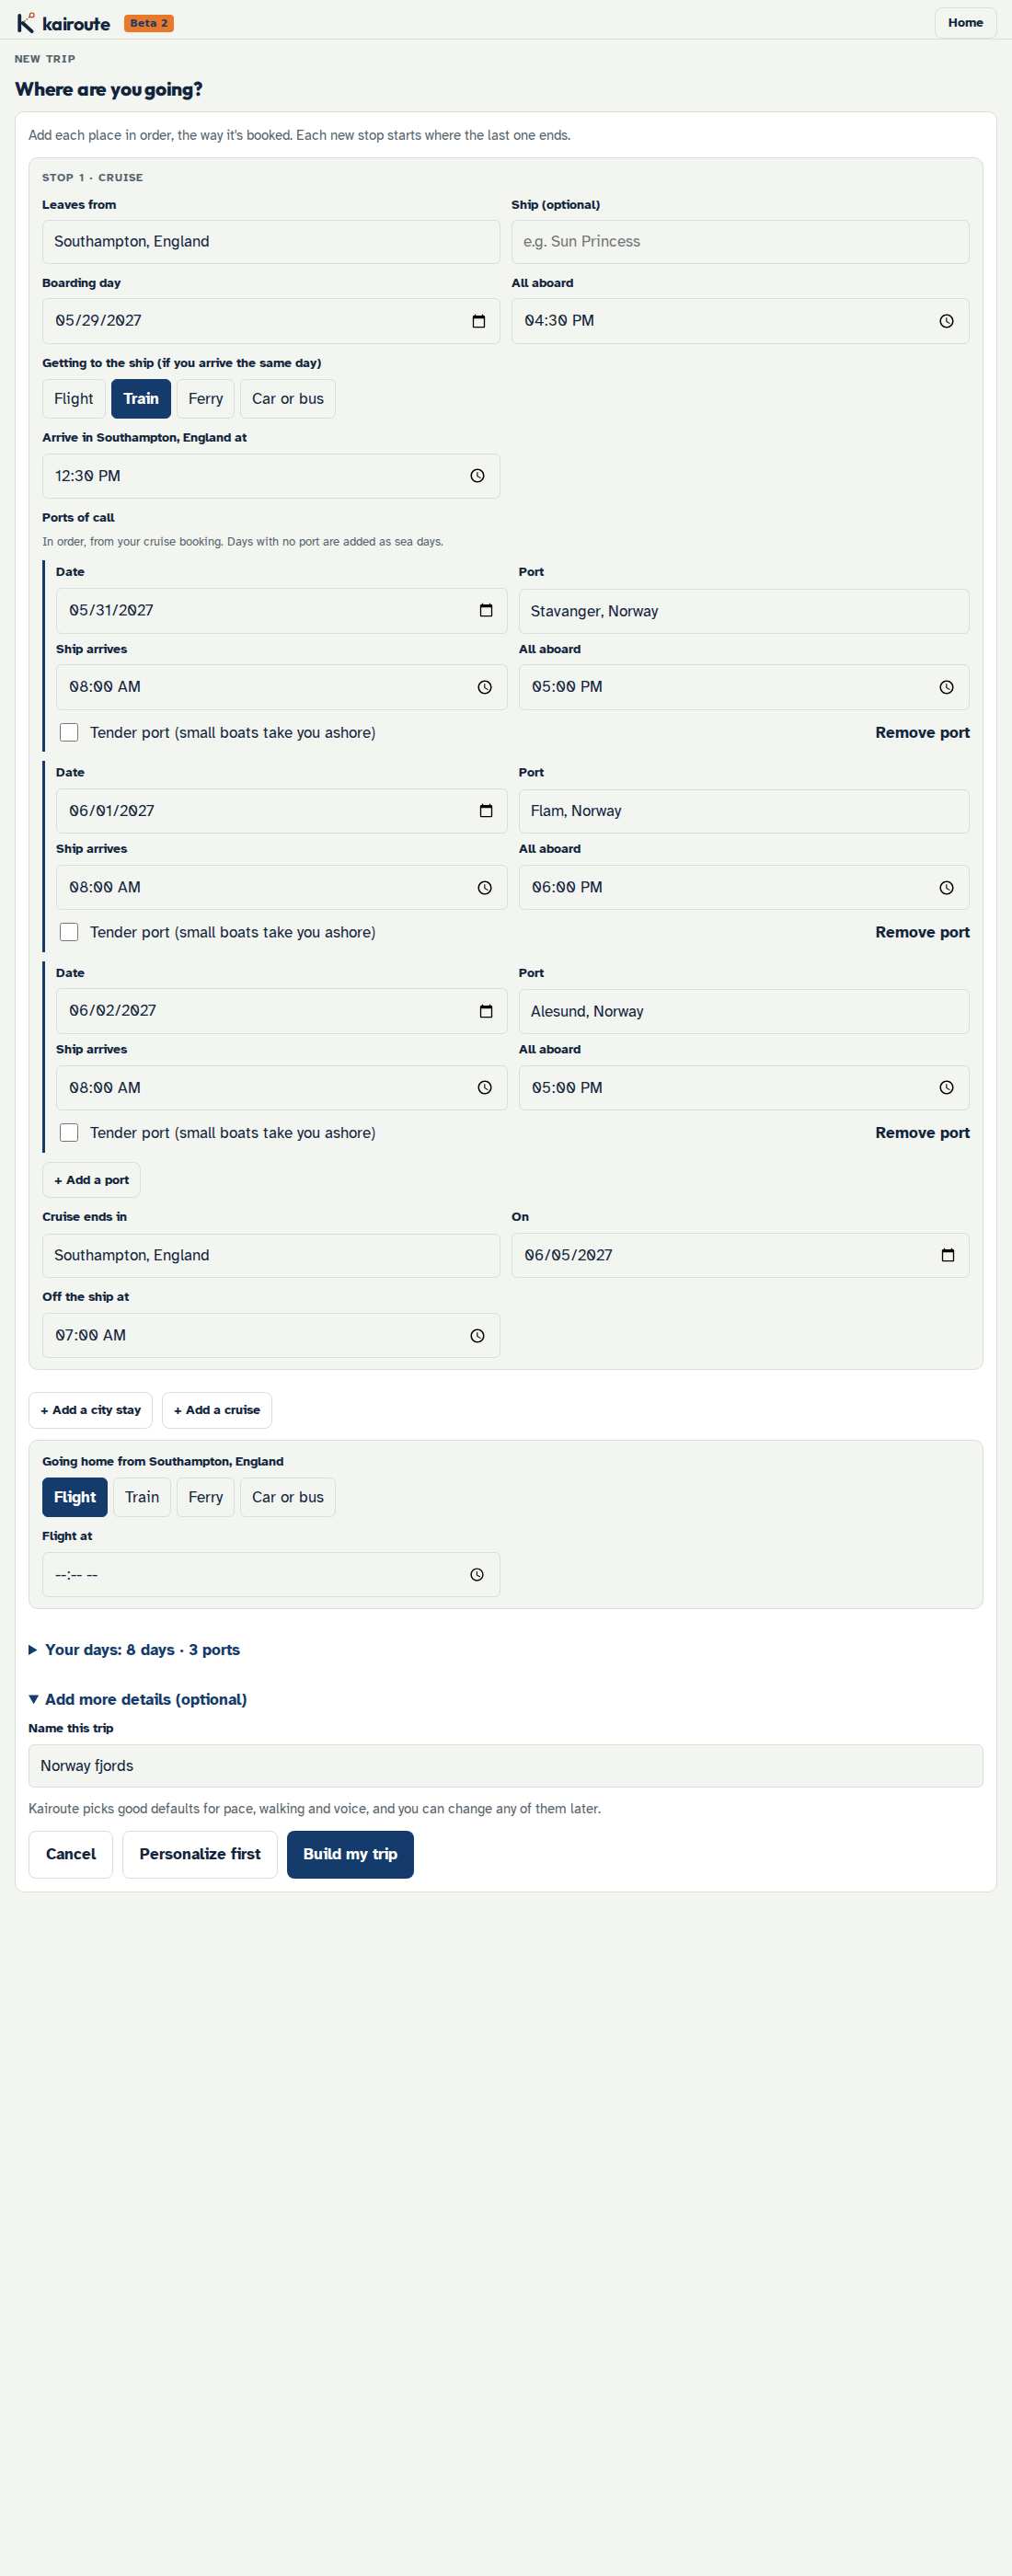 kairoute Beta 2 Home
NEW TRIP
Where are you going?
Add each place in order, the way it's booked. Each new stop starts where the last one ends.
STOP 1 · CRUISE
Leaves from Ship (optional)
Southampton, England e.g. Sun Princess
Boarding day All aboard
05/29/2027 04:30 PM
Getting to the ship (if you arrive the same day)
Flight Train Ferry Car or bus
Arrive in Southampton, England at
12:30 PM
Ports of call
In order, from your cruise booking. Days with no port are added as sea days.
Date Port
05/31/2027 Stavanger, Norway
Ship arrives All aboard
08:00 AM 05:00 PM
Tender port (small boats take you ashore) Remove port
Date Port
06/01/2027 Flam, Norway
Ship arrives All aboard
08:00 AM 06:00 PM
Tender port (small boats take you ashore) Remove port
Date Port
06/02/2027 Alesund, Norway
Ship arrives All aboard
08:00 AM 05:00 PM
Tender port (small boats take you ashore) Remove port
+ Add a port
Cruise ends in On
Southampton, England 06/05/2027
Off the ship at
07:00 AM
+ Add a city stay + Add a cruise
Going home from Southampton, England
Flight Train Ferry Car or bus
Flight at
--:-- --
Your days: 8 days · 3 ports
Add more details (optional)
Name this trip
Norway fjords
Kairoute picks good defaults for pace, walking and voice, and you can change any of them later.
Cancel Personalize first Build my trip